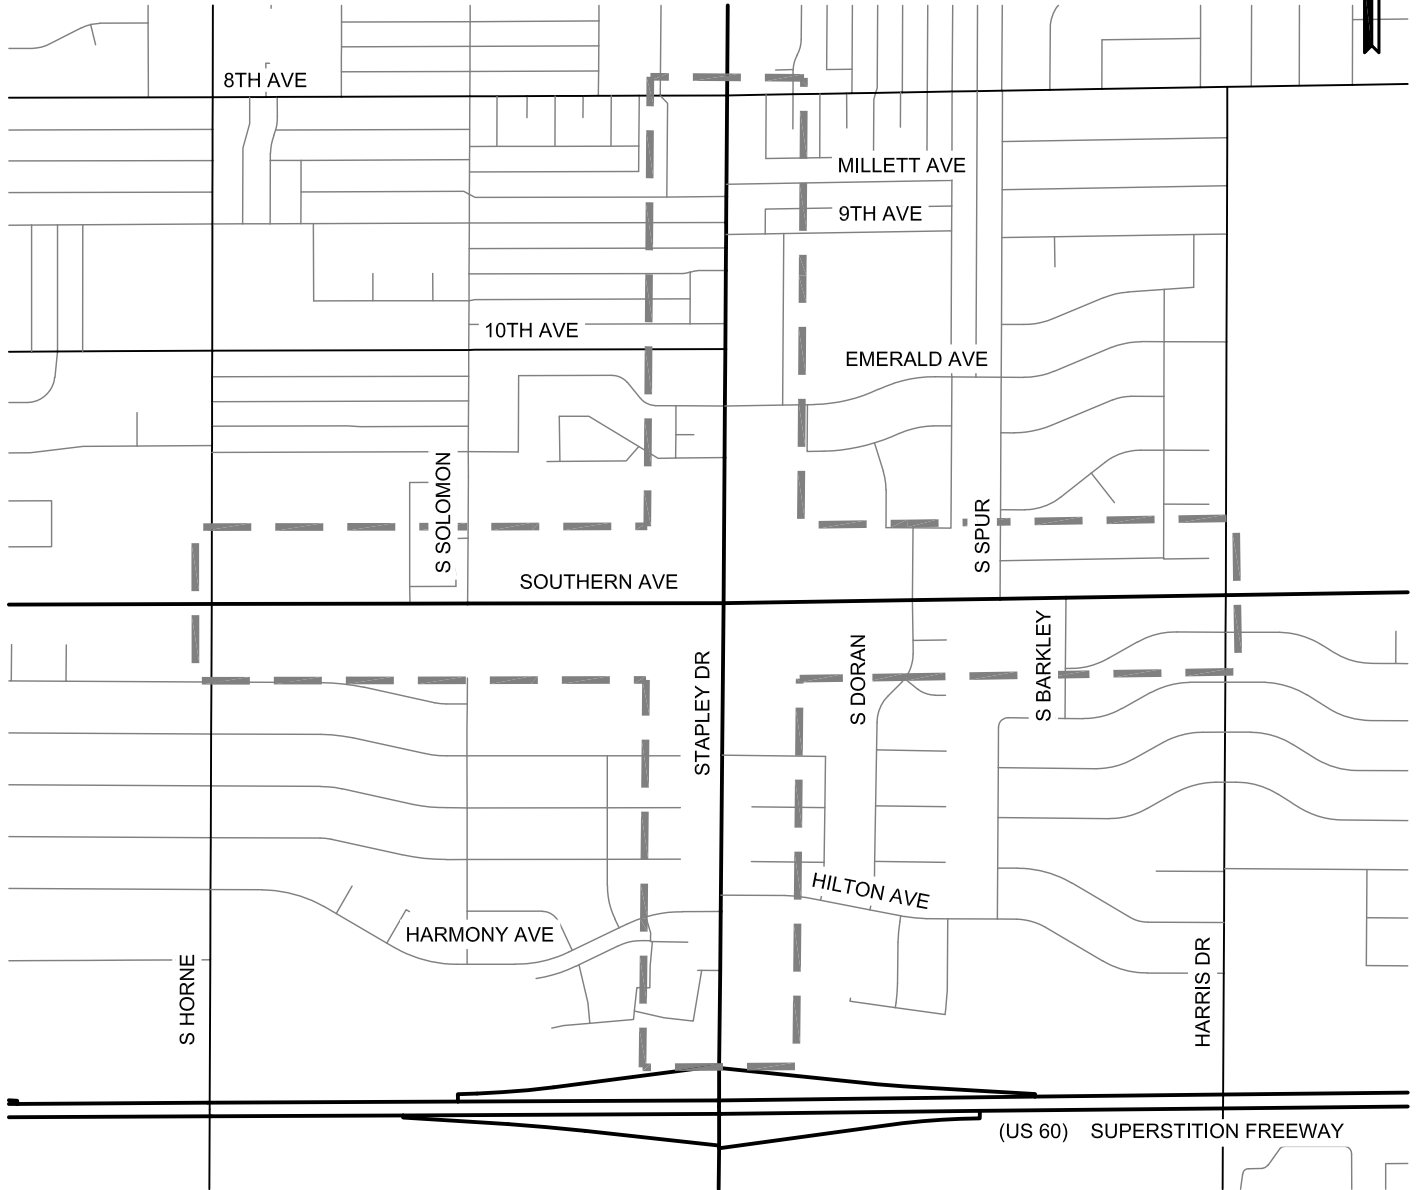 8TH AVE
MILLETT AVE
9TH AVE
10TH AVE
EMERALD AVE
S SOLOMON
S SPUR
SOUTHERN AVE
S BARKLEY
S DORAN
STAPLEY DR
HILTON AVE
HARMONY AVE
S HORNE
HARRIS DR
(US 60) SUPERSTITION FREEWAY